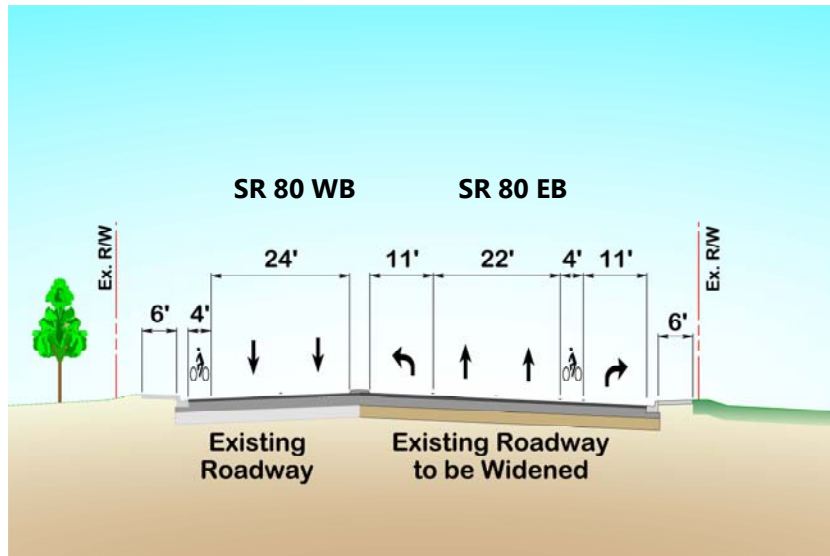 SR 80 WB
SR 80 EB
Ex. R/W
Ex. R/W
24'
11'
22'
4'
11'
6'
4'
6'
Existing
Roadway
Existing Roadway
to be Widened